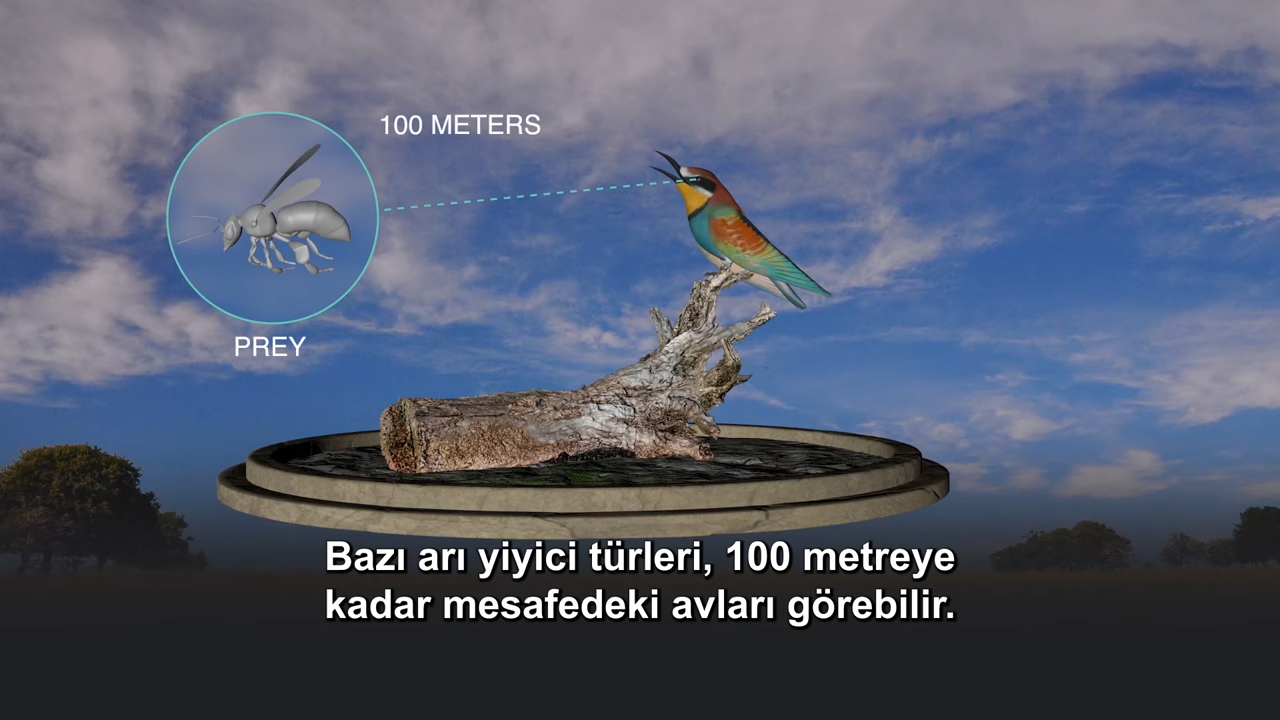 100 METERS
PREY
Bazı arı yiyici türleri, 100 metreye
kadar mesafedeki avları görebilir.